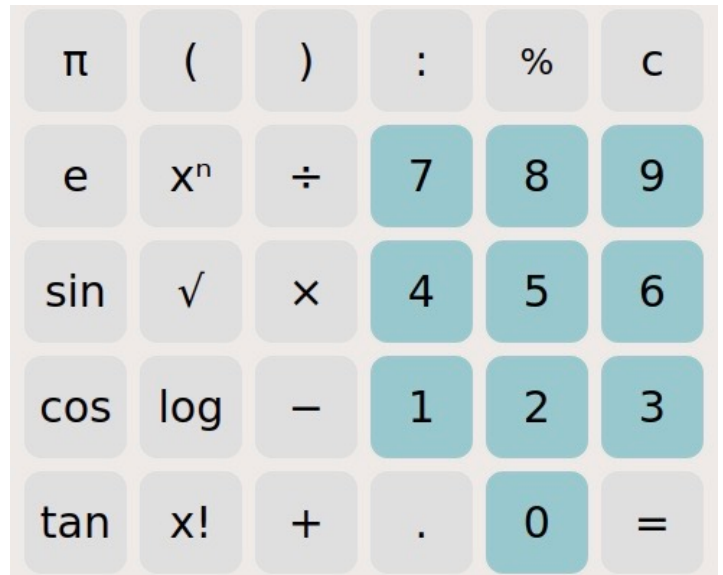 π ( ) : % c
e xⁿ ÷ 7 8 9
sin √ × 4 5 6
cos log − 1 2 3
tan x! + . 0 =